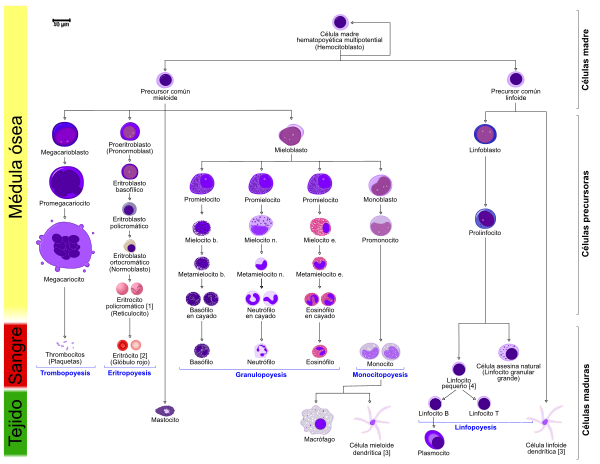 10 µm
Célula madre
hematopoyética multipotential
(Hemocitoblasto)
Precursor común
mieloide
Precursor común
linfoide
Células madre
Médula ósea
Megacarioblasto
Proeritroblasto
(Pronormoblast)
Mieloblasto
Linfoblasto
Promegacariocito
Eritroblasto
basofílico
Promielocito
Promielocito
Promielocito
Monoblasto
Células precursoras
Eritroblasto
policromático
Mielocito b.
Mielocito n.
Mielocito e.
Promonocito
Prolinfocito
Megacariocito
Eritroblasto
ortocromático
(Normoblasto)
Metamielocito b.
Metamielocito n.
Metamielocito e.
Eritrocito
policromático [1]
(Reticulocito)
Basófilo
en cayado
Neutrófilo
en cayado
Eosinófilo
en cayado
Sangre
Thrombocitos
(Plaquetas)
Eritrócito [2]
(Glóbulo rojo)
Basófilo
Neutrófilo
Eosinófilo
Monocito
Linfocito
pequeño [4]
Célula asesina natural
(Linfocito granular
grande)
Trombopoyesis
Eritropoyesis
Granulopoyesis
Monocitopoyesis
Células maduras
Tejido
Mastocito
Linfocito B
Linfocito T
Linfopoyesis
Macrófago
Célula mieloide
dendrítica [3]
Plasmocito
Célula linfoide
dendrítica [3]